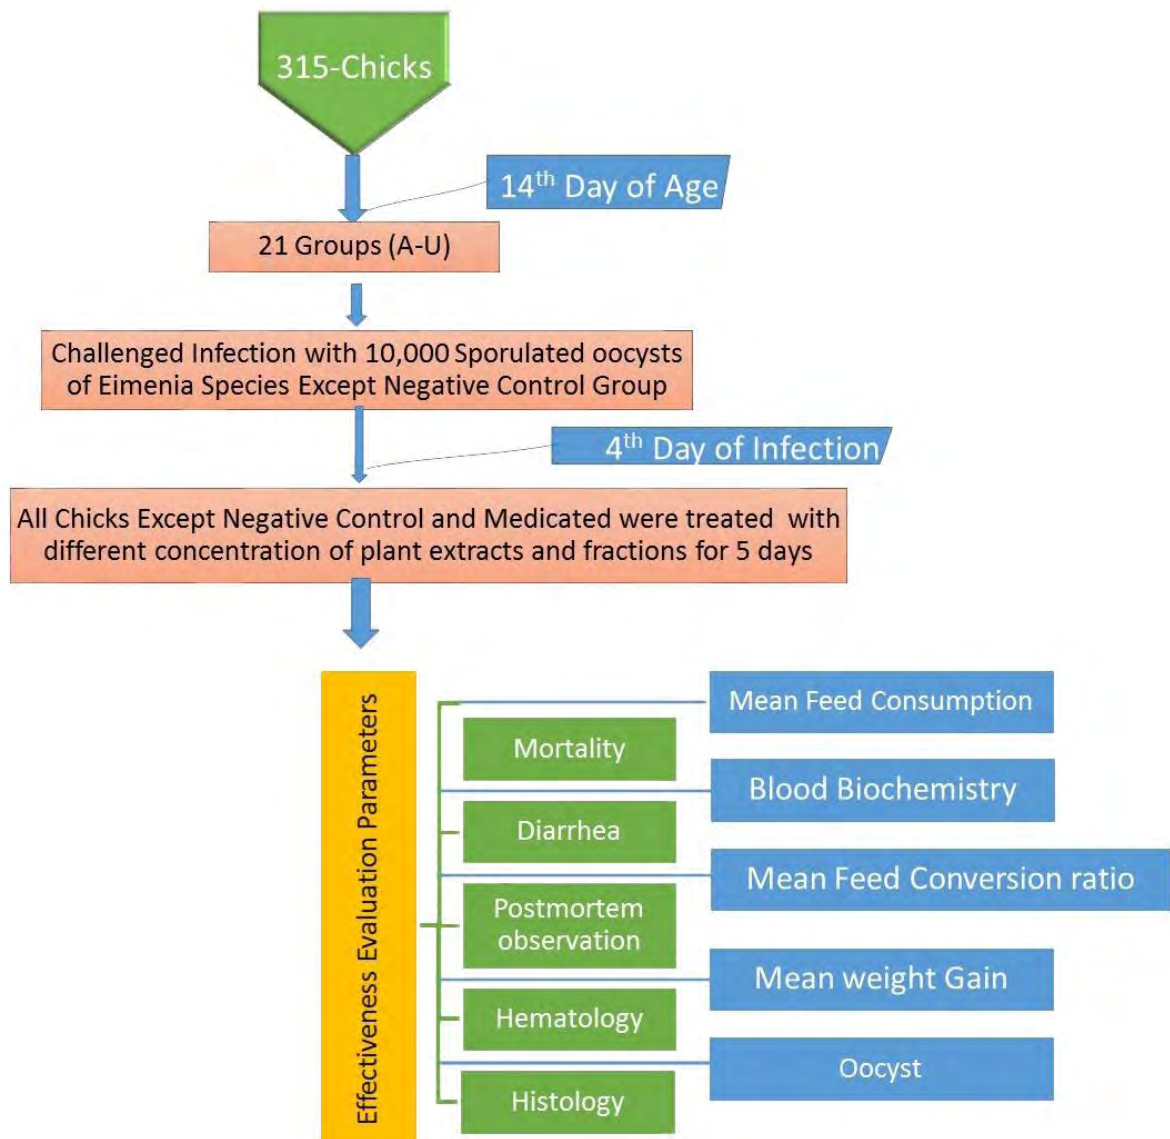 315-Chicks
14th Day of Age
21 Groups (A-U)
Challenged Infection with 10,000 Sporulated oocysts
of Eimenia Species Except Negative Control Group
4th Day of Infection
All Chicks Except Negative Control and Medicated were treated with
different concentration of plant extracts and fractions for 5 days
Effectiveness Evaluation Parameters
Mean Feed Consumption
Mortality
Blood Biochemistry
Diarrhea
Mean Feed Conversion ratio
Postmortem
observation
Mean weight Gain
Hematology
Oocyst
Histology